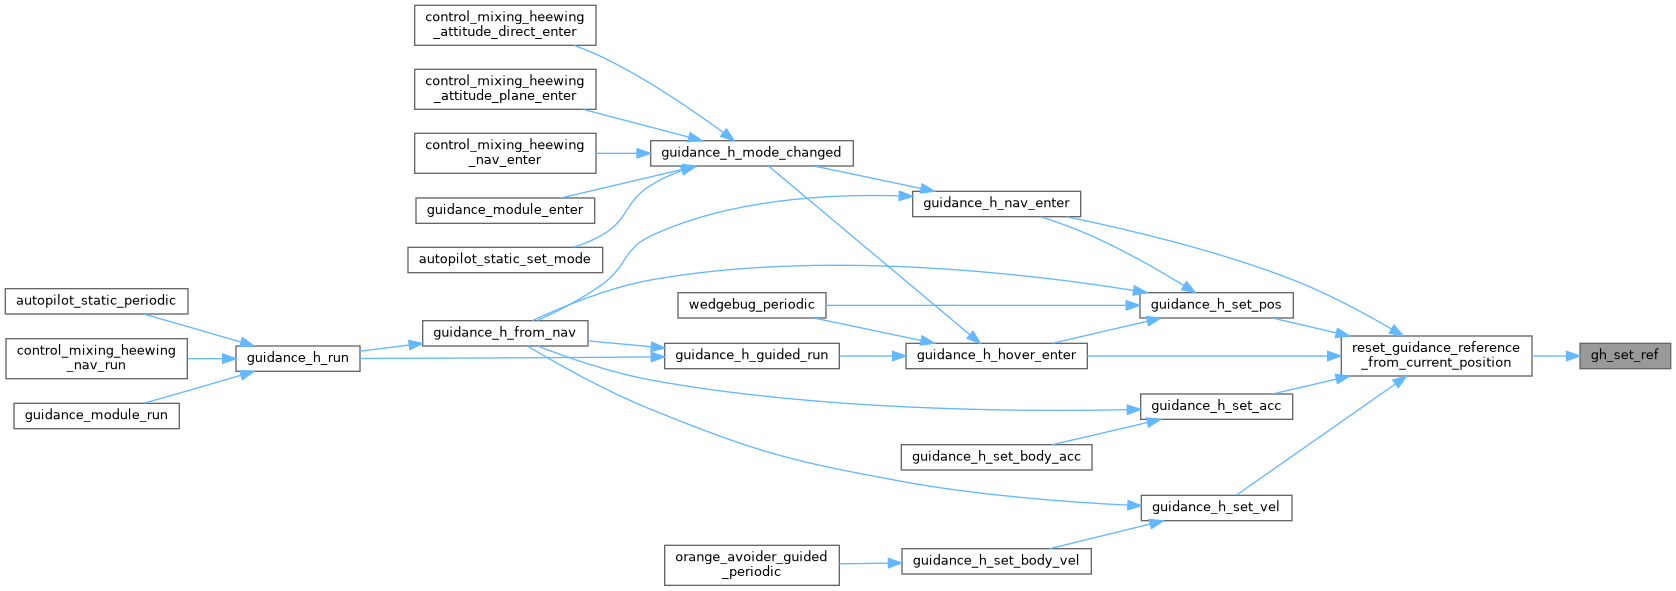 control_mixing_heewing
_attitude_direct_enter
control_mixing_heewing
_attitude_plane_enter
control_mixing_heewing
_nav_enter
guidance_h_mode_changed
guidance_module_enter
guidance_h_nav_enter
autopilot_static_set_mode
autopilot_static_periodic
wedgebug_periodic
guidance_h_set_pos
guidance_h_from_nav
control_mixing_heewing
_nav_run
guidance_h_run
guidance_h_guided_run
guidance_h_hover_enter
reset_guidance_reference
_from_current_position
gh_set_ref
guidance_module_run
guidance_h_set_acc
guidance_h_set_body_acc
guidance_h_set_vel
orange_avoider_guided
_periodic
guidance_h_set_body_vel